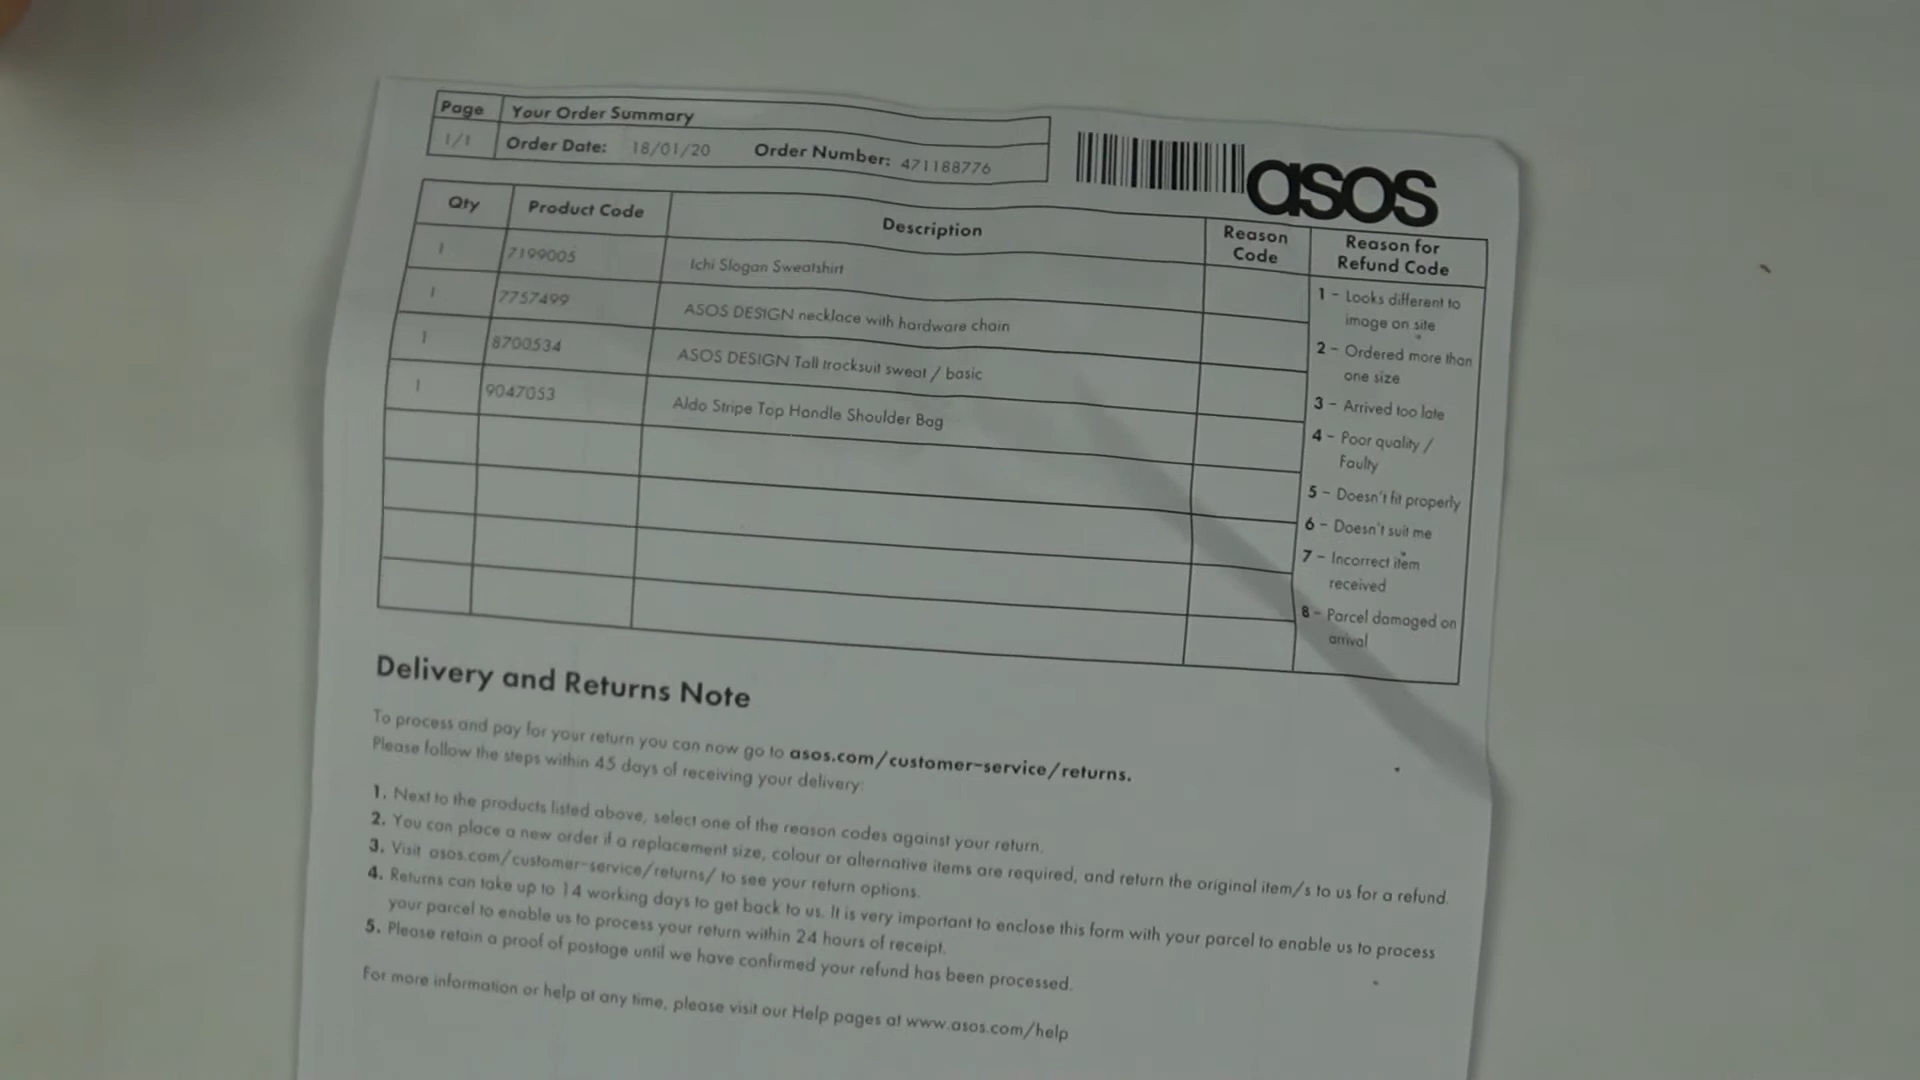 Page Your Order Summary
1/1 Order Date: 18/01/20 Order Number: 471188776
asos
Qty Product Code Description Reason Code Reason for Refund Code
1 7199005 Ichi Slogan Sweatshirt
1 7757499 ASOS DESIGN necklace with hardware chain
1 8700534 ASOS DESIGN Tall tracksuit sweat / basic
1 9047053 Aldo Stripe Top Handle Shoulder Bag
1 - Looks different to
image on site
2 - Ordered more than
one size
3 - Arrived too late
4 - Poor quality /
Faulty
5 - Doesn't fit properly
6 - Doesn't suit me
7 - Incorrect item
received
8 - Parcel damaged on
arrival
Delivery and Returns Note
To process and pay for your return you can now go to asos.com/customer-service/returns.
Please follow the steps within 45 days of receiving your delivery:
1. Next to the products listed above, select one of the reason codes against your return.
2. You can place a new order if a replacement size, colour or alternative items are required, and return the original item/s to us for a refund.
3. Visit asos.com/customer-service/returns/ to see your return options.
4. Returns can take up to 14 working days to get back to us. It is very important to enclose this form with your parcel to enable us to process
your parcel to enable us to process your return within 24 hours of receipt.
5. Please retain a proof of postage until we have confirmed your refund has been processed.
For more information or help at any time, please visit our Help pages at www.asos.com/help